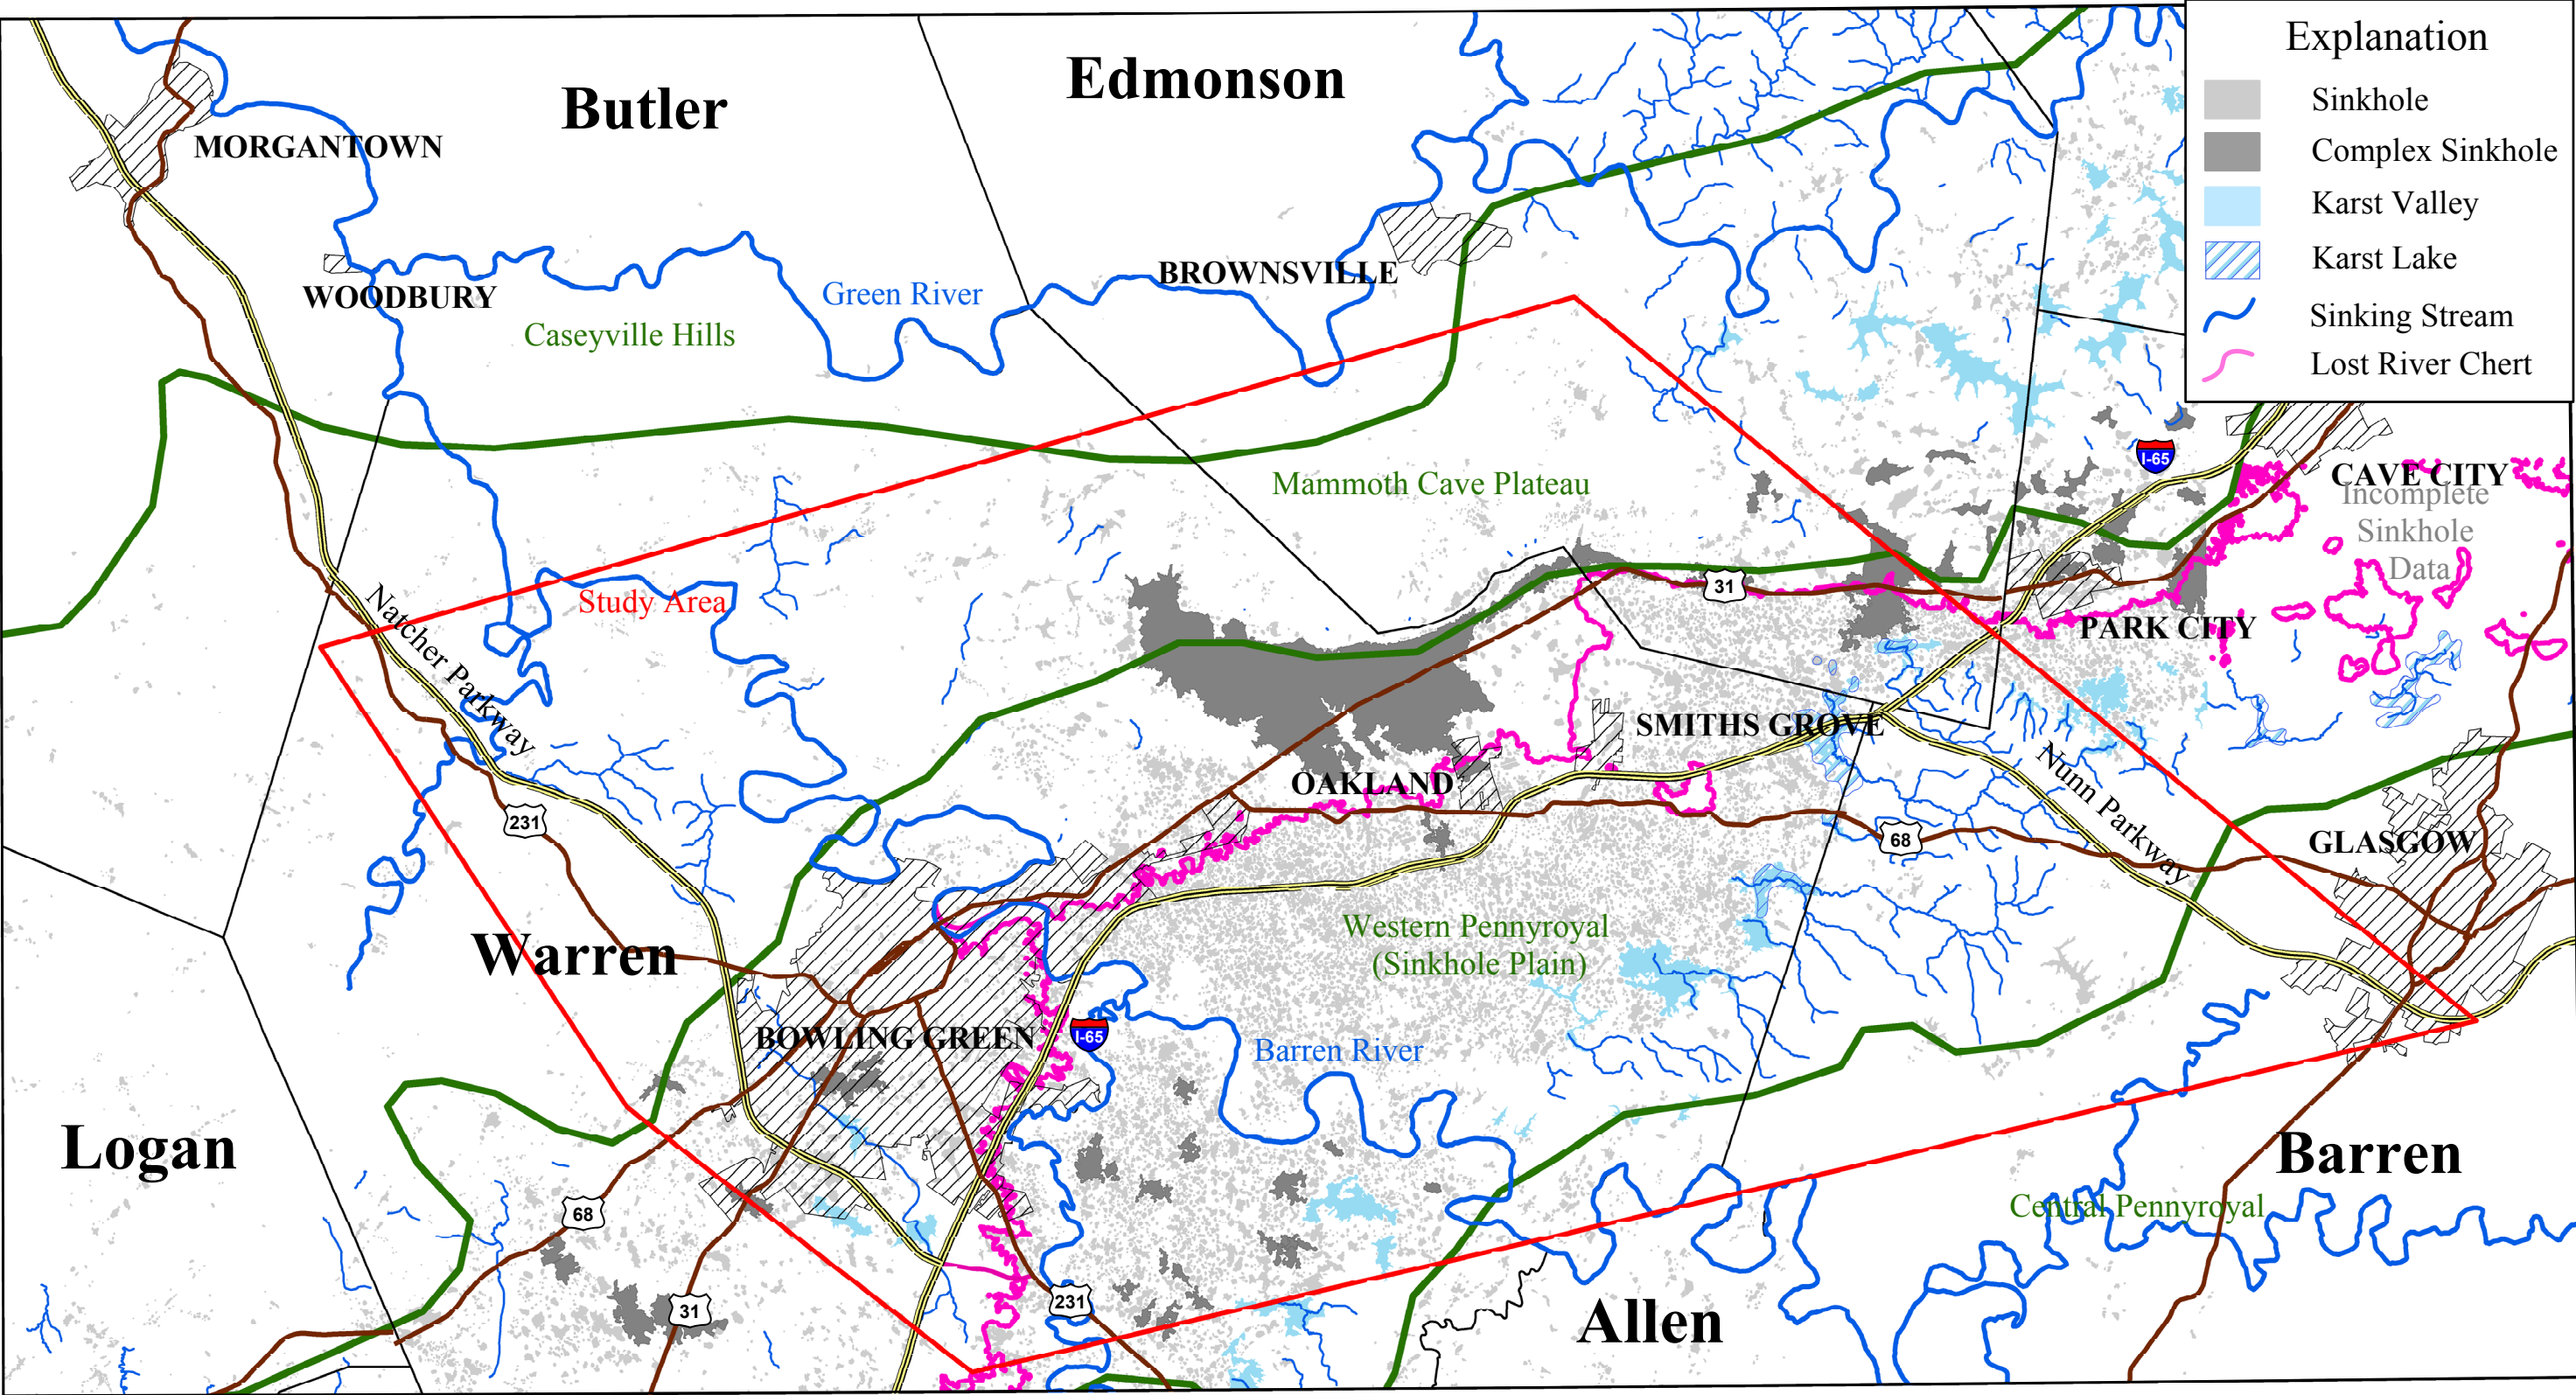 Explanation
Sinkhole
Complex Sinkhole
Karst Valley
Karst Lake
Sinking Stream
Lost River Chert
Edmonson
Butler
MORGANTOWN
BROWNSVILLE
WOODBURY
Green River
Caseyville Hills
I-65
CAVE CITY
Incomplete
Sinkhole
Data
Mammoth Cave Plateau
31
Study Area
PARK CITY
Natcher Parkway
SMITHS GROVE
OAKLAND
Nunn Parkway
231
68
GLASGOW
Western Pennyroyal
(Sinkhole Plain)
Warren
BOWLING GREEN
I-65
Barren River
Logan
Barren
68
Central Pennyroyal
31
231
Allen